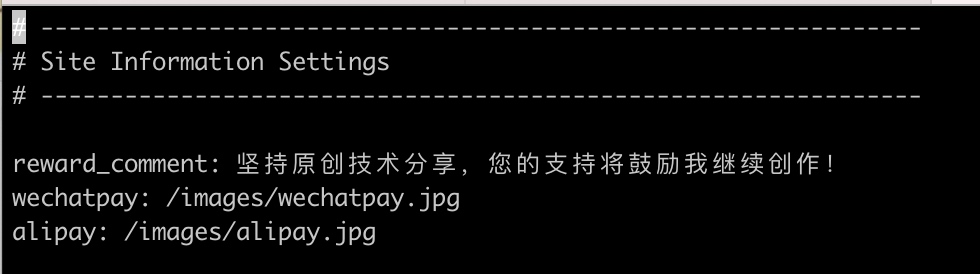 # ---------------------------------------------------------------
# Site Information Settings
# ---------------------------------------------------------------
reward_comment: 坚持原创技术分享，您的支持将鼓励我继续创作！
wechatpay: /images/wechatpay.jpg
alipay: /images/alipay.jpg